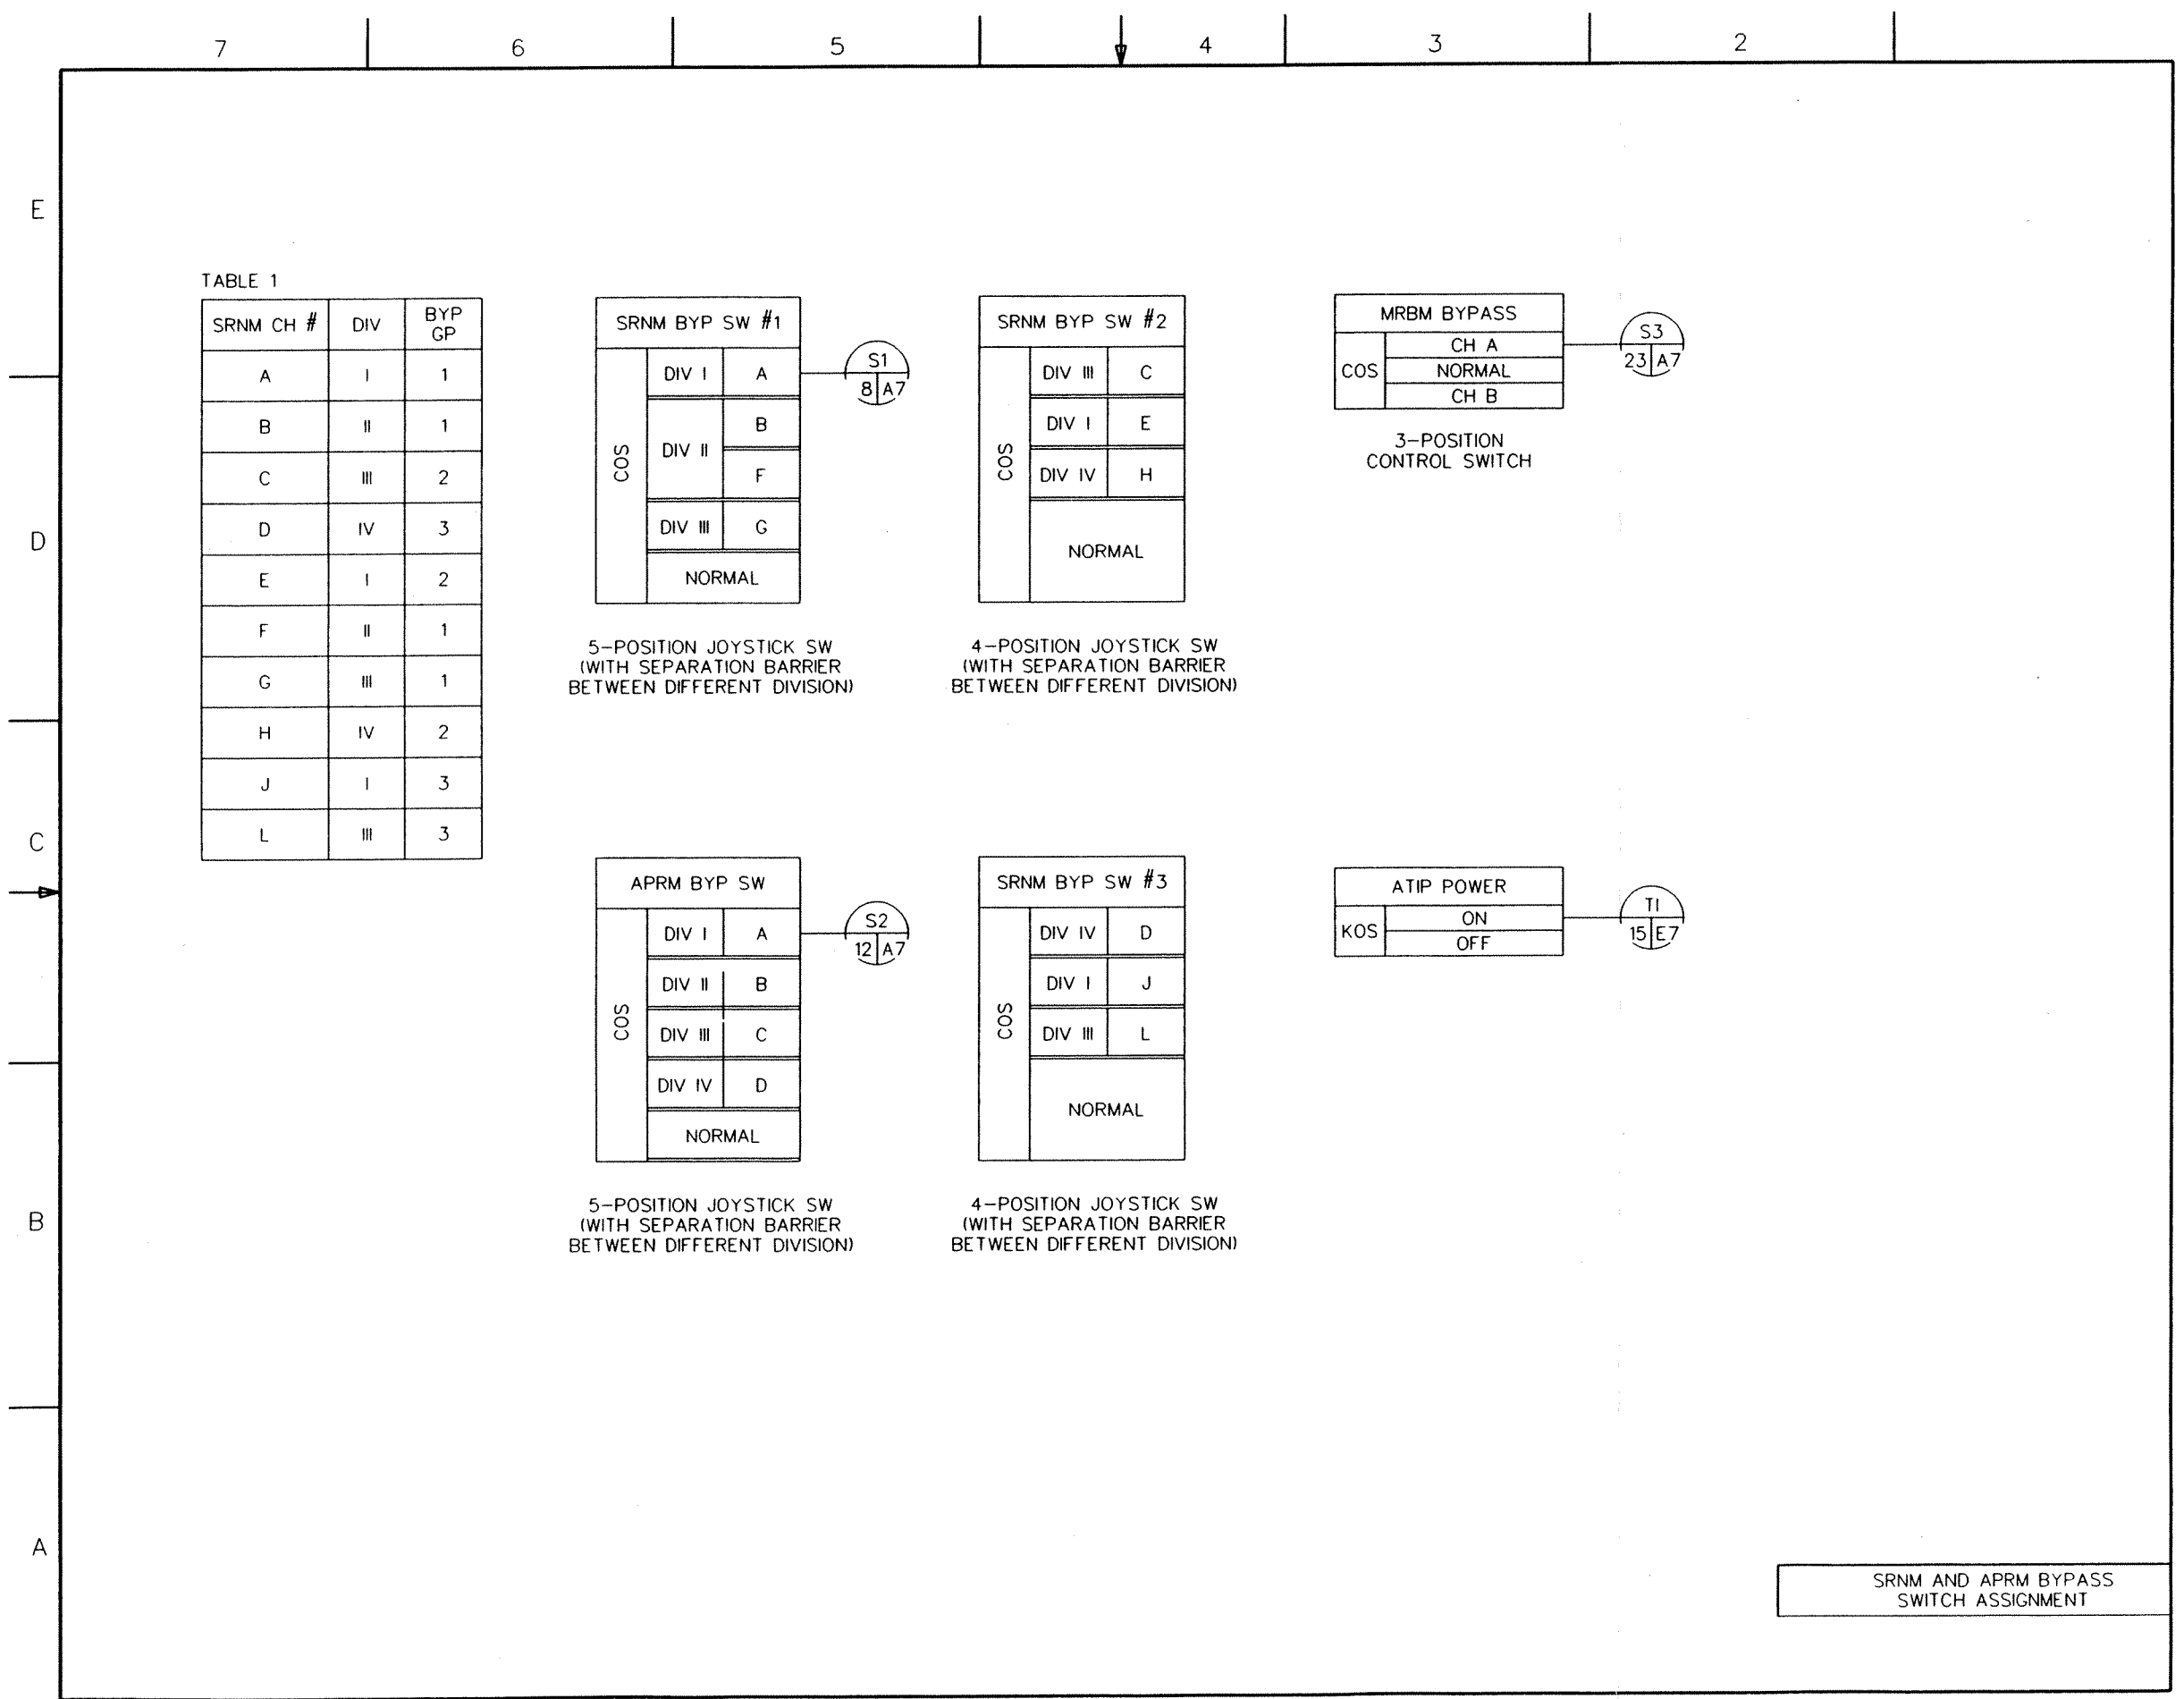 7 6 5 4 3 2
E
D
C
B
A
TABLE 1
SRNM CH # DIV BYP GP
A I 1
B II 1
C III 2
D IV 3
E I 2
F II 1
G III 1
H IV 2
J I 3
L III 3
SRNM BYP SW #1
COS
DIV I A
DIV II B
F
DIV III G
NORMAL
S1
8 A7
5-POSITION JOYSTICK SW
(WITH SEPARATION BARRIER
BETWEEN DIFFERENT DIVISION)
SRNM BYP SW #2
COS
DIV III C
DIV I E
DIV IV H
NORMAL
4-POSITION JOYSTICK SW
(WITH SEPARATION BARRIER
BETWEEN DIFFERENT DIVISION)
MRBM BYPASS
COS
CH A
NORMAL
CH B
S3
23 A7
3-POSITION
CONTROL SWITCH
APRM BYP SW
COS
DIV I A
DIV II B
DIV III C
DIV IV D
NORMAL
S2
12 A7
5-POSITION JOYSTICK SW
(WITH SEPARATION BARRIER
BETWEEN DIFFERENT DIVISION)
SRNM BYP SW #3
COS
DIV IV D
DIV I J
DIV III L
NORMAL
4-POSITION JOYSTICK SW
(WITH SEPARATION BARRIER
BETWEEN DIFFERENT DIVISION)
ATIP POWER
KOS
ON
OFF
T1
15 E7
SRNM AND APRM BYPASS
SWITCH ASSIGNMENT